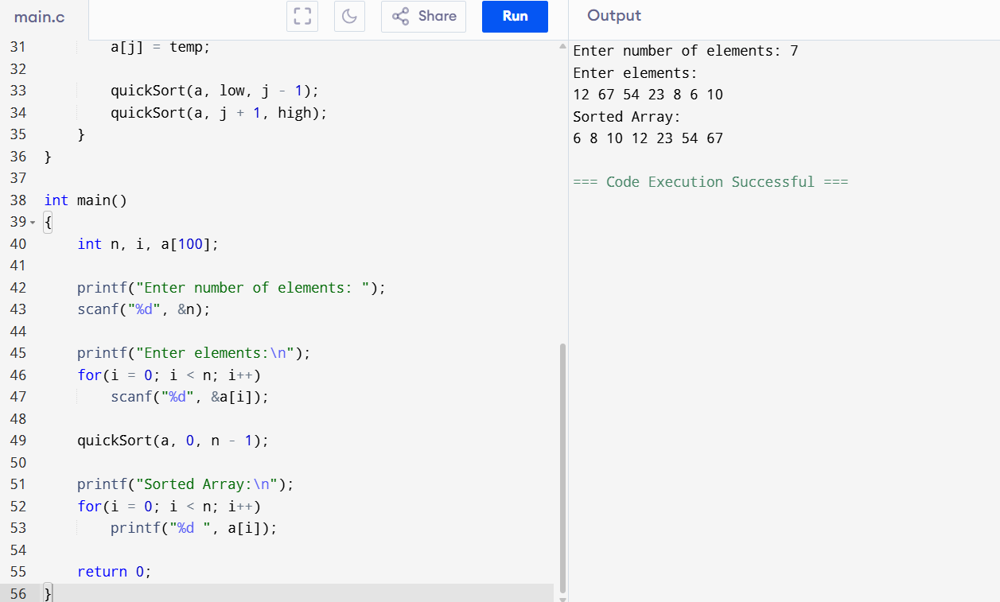 main.c
Share
Run
Output
31         a[j] = temp;
32
33         quickSort(a, low, j - 1);
34         quickSort(a, j + 1, high);
35     }
36 }
37
38 int main()
39 {
40     int n, i, a[100];
41
42     printf("Enter number of elements: ");
43     scanf("%d", &n);
44
45     printf("Enter elements:\n");
46     for(i = 0; i < n; i++)
47         scanf("%d", &a[i]);
48
49     quickSort(a, 0, n - 1);
50
51     printf("Sorted Array:\n");
52     for(i = 0; i < n; i++)
53         printf("%d ", a[i]);
54
55     return 0;
56 }
Enter number of elements: 7
Enter elements:
12 67 54 23 8 6 10
Sorted Array:
6 8 10 12 23 54 67
=== Code Execution Successful ===